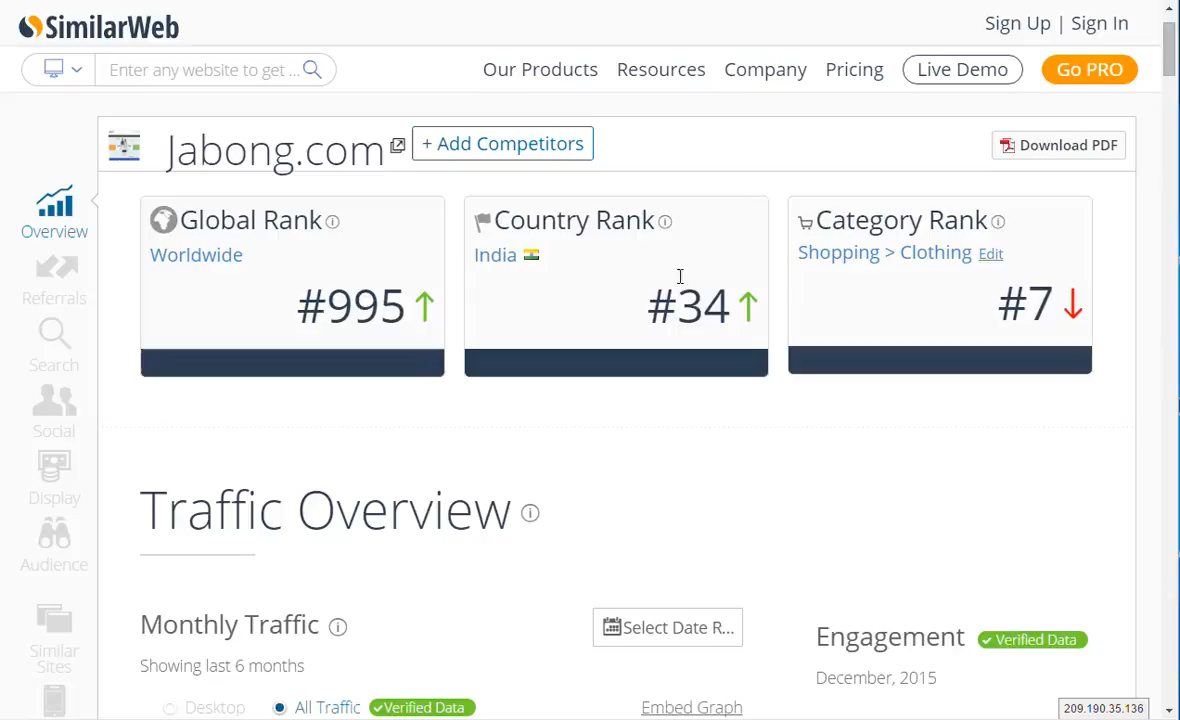 SimilarWeb
Sign Up | Sign In
Enter any website to get ...
Our Products
Resources
Company
Pricing
Live Demo
Go PRO
Jabong.com
+ Add Competitors
Download PDF
Overview
Referrals
Search
Social
Display
Audience
Similar
Sites
Global Rank
Worldwide
#995
Country Rank
India
#34
Category Rank
Shopping > Clothing Edit
#7
Traffic Overview
Monthly Traffic
Select Date R...
Showing last 6 months
Desktop
All Traffic
Verified Data
Embed Graph
Engagement
Verified Data
December, 2015
209.190.35.136